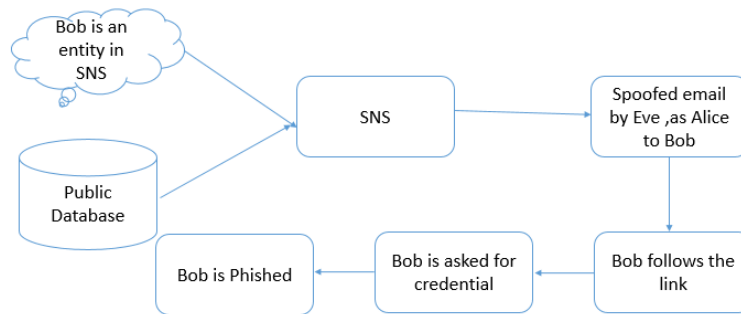 Bob is an
entity in
SNS
SNS
Spoofed email
by Eve ,as Alice
to Bob
Public
Database
Bob is Phished
Bob is asked for
credential
Bob follows the
link